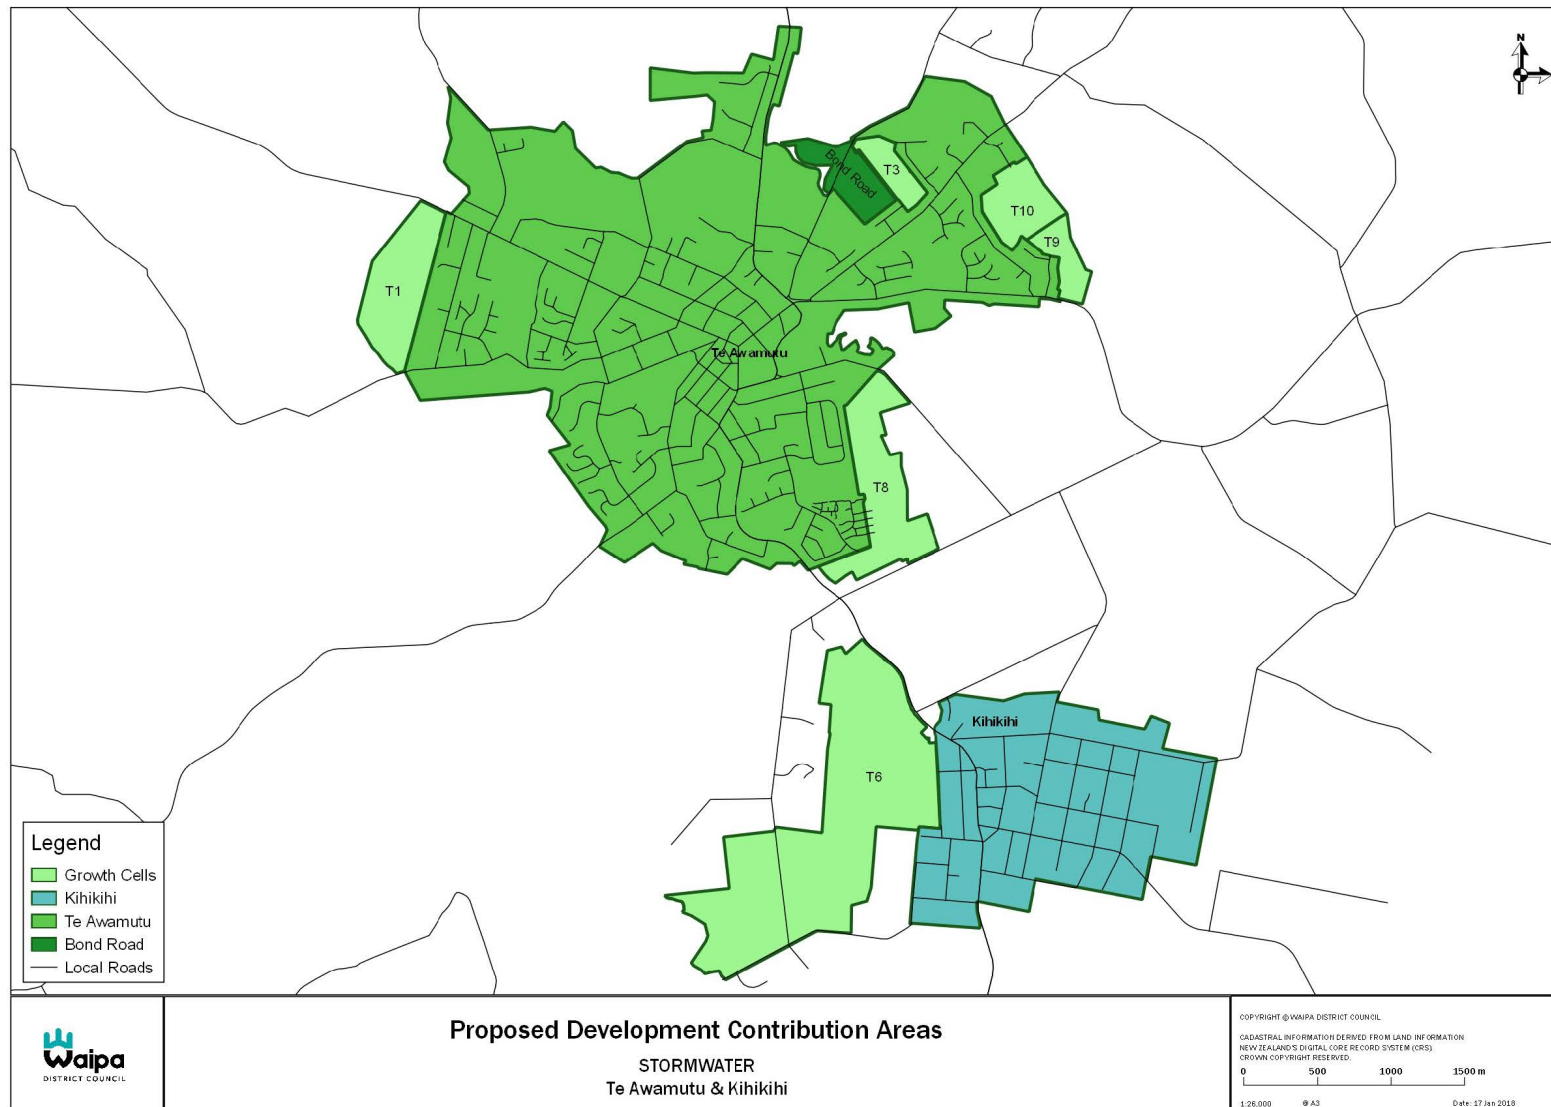 N
Bond Road
T3
T10
T9
T1
Te Awamutu
T8
Kihikihi
T6
Legend
Growth Cells
Kihikihi
Te Awamutu
Bond Road
Local Roads
Waipa
DISTRICT COUNCIL
Proposed Development Contribution Areas
STORMWATER
Te Awamutu & Kihikihi
COPYRIGHT @ WAIPA DISTRICT COUNCIL
CADASTRAL INFORMATION DERIVED FROM LAND INFORMATION
NEW ZEALAND'S DIGITAL CORE RECORD SYSTEM (CRS).
CROWN COPYRIGHT RESERVED.
0 500 1000 1500 m
1:26,000 @ A3 Date: 17 Jan 2018